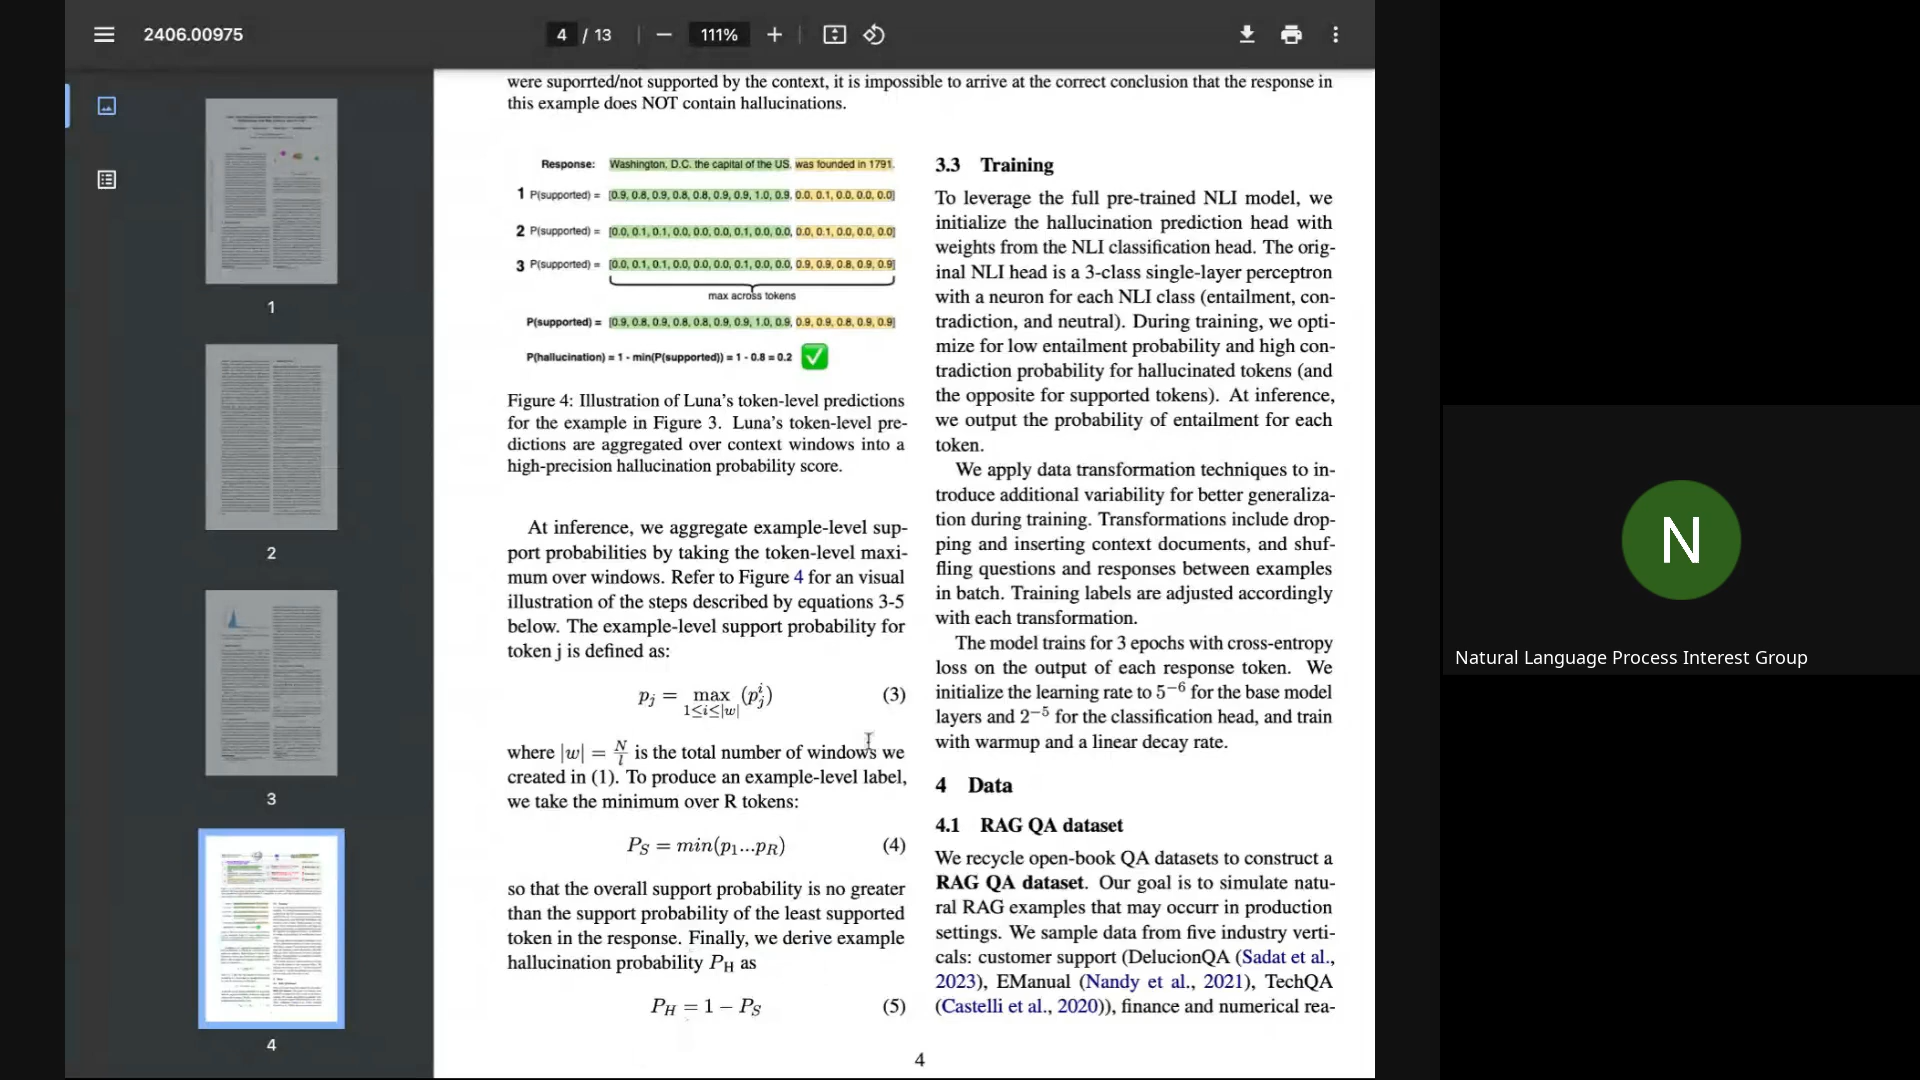 2406.00975
4 / 13
111%
1
2
3
4
were suporrted/not supported by the context, it is impossible to arrive at the correct conclusion that the response in
this example does NOT contain hallucinations.
Response: Washington, D.C. the capital of the US, was founded in 1791.
1 P(supported) = [0.9, 0.8, 0.9, 0.8, 0.8, 0.9, 0.9, 1.0, 0.9, 0.0, 0.1, 0.0, 0.0, 0.0]
2 P(supported) = [0.0, 0.1, 0.1, 0.0, 0.0, 0.0, 0.1, 0.0, 0.0, 0.0, 0.1, 0.0, 0.0, 0.0]
3 P(supported) = [0.0, 0.1, 0.1, 0.0, 0.0, 0.0, 0.1, 0.0, 0.0, 0.9, 0.9, 0.8, 0.9, 0.9]
max across tokens
P(supported) = [0.9, 0.8, 0.9, 0.8, 0.8, 0.9, 0.9, 1.0, 0.9, 0.9, 0.9, 0.8, 0.9, 0.9]
P(hallucination) = 1 - min(P(supported)) = 1 - 0.8 = 0.2
Figure 4: Illustration of Luna's token-level predictions
for the example in Figure 3. Luna's token-level pre-
dictions are aggregated over context windows into a
high-precision hallucination probability score.
At inference, we aggregate example-level sup-
port probabilities by taking the token-level maxi-
mum over windows. Refer to Figure 4 for an visual
illustration of the steps described by equations 3-5
below. The example-level support probability for
token j is defined as:
p_j = max_{1≤i≤|w|} (p_j^i) (3)
where |w| = N/l is the total number of windows we
created in (1). To produce an example-level label,
we take the minimum over R tokens:
P_S = min(p_1...p_R) (4)
so that the overall support probability is no greater
than the support probability of the least supported
token in the response. Finally, we derive example
hallucination probability P_H as
P_H = 1 − P_S (5)
3.3 Training
To leverage the full pre-trained NLI model, we
initialize the hallucination prediction head with
weights from the NLI classification head. The orig-
inal NLI head is a 3-class single-layer perceptron
with a neuron for each NLI class (entailment, con-
tradiction, and neutral). During training, we opti-
mize for low entailment probability and high con-
tradiction probability for hallucinated tokens (and
the opposite for supported tokens). At inference,
we output the probability of entailment for each
token.
We apply data transformation techniques to in-
troduce additional variability for better generaliza-
tion during training. Transformations include drop-
ping and inserting context documents, and shuf-
fling questions and responses between examples
in batch. Training labels are adjusted accordingly
with each transformation.
The model trains for 3 epochs with cross-entropy
loss on the output of each response token. We
initialize the learning rate to 5⁻⁶ for the base model
layers and 2⁻⁵ for the classification head, and train
with warmup and a linear decay rate.
4 Data
4.1 RAG QA dataset
We recycle open-book QA datasets to construct a
RAG QA dataset. Our goal is to simulate natu-
ral RAG examples that may occurr in production
settings. We sample data from five industry verti-
cals: customer support (DelucionQA (Sadat et al.,
2023), EManual (Nandy et al., 2021), TechQA
(Castelli et al., 2020)), finance and numerical rea-
4
N
Natural Language Process Interest Group